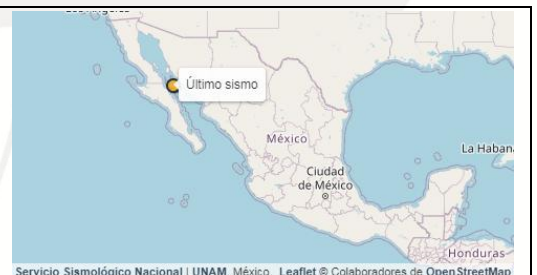 Último sismo
México
La Haban
Ciudad
de México
Honduras
Servicio Sismológico Nacional | UNAM, México, Leaflet © Colaboradores de OpenStreetMap